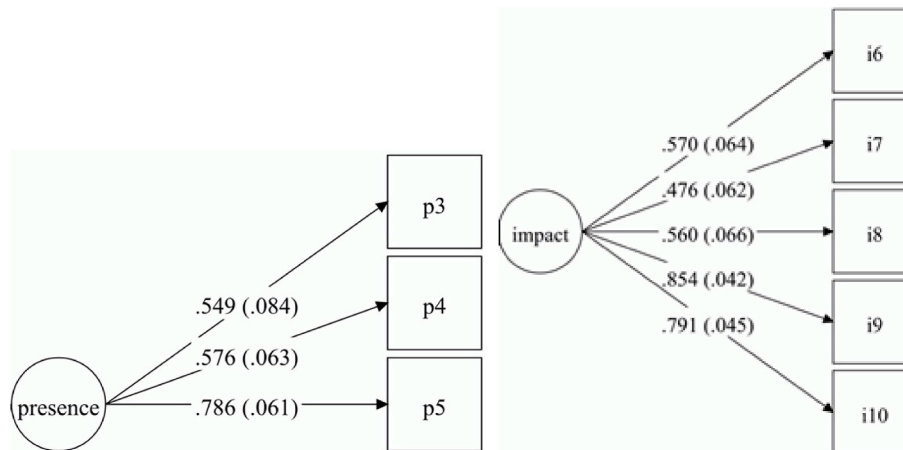 p3
p4
p5
presence
.549 (.084)
.576 (.063)
.786 (.061)
i6
i7
i8
i9
i10
impact
.570 (.064)
.476 (.062)
.560 (.066)
.854 (.042)
.791 (.045)